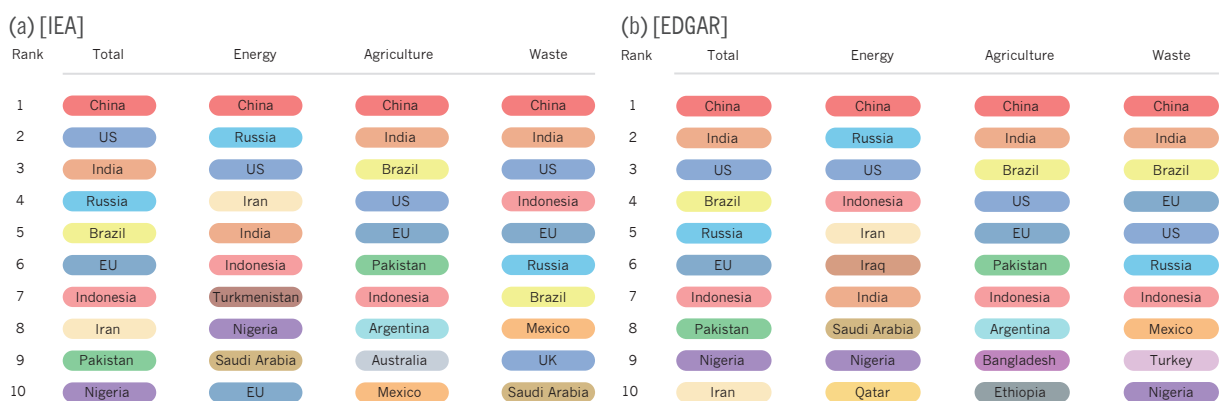 (a) [IEA]
Rank Total Energy Agriculture Waste
1 China China China China
2 US Russia India India
3 India US Brazil US
4 Russia Iran US Indonesia
5 Brazil India EU EU
6 EU Indonesia Pakistan Russia
7 Indonesia Turkmenistan Indonesia Brazil
8 Iran Nigeria Argentina Mexico
9 Pakistan Saudi Arabia Australia UK
10 Nigeria EU Mexico Saudi Arabia
(b) [EDGAR]
Rank Total Energy Agriculture Waste
1 China China China China
2 India Russia India India
3 US US Brazil Brazil
4 Brazil Indonesia US EU
5 Russia Iran EU US
6 EU Iraq Pakistan Russia
7 Indonesia India Indonesia Indonesia
8 Pakistan Saudi Arabia Argentina Mexico
9 Nigeria Nigeria Bangladesh Turkey
10 Iran Qatar Ethiopia Nigeria